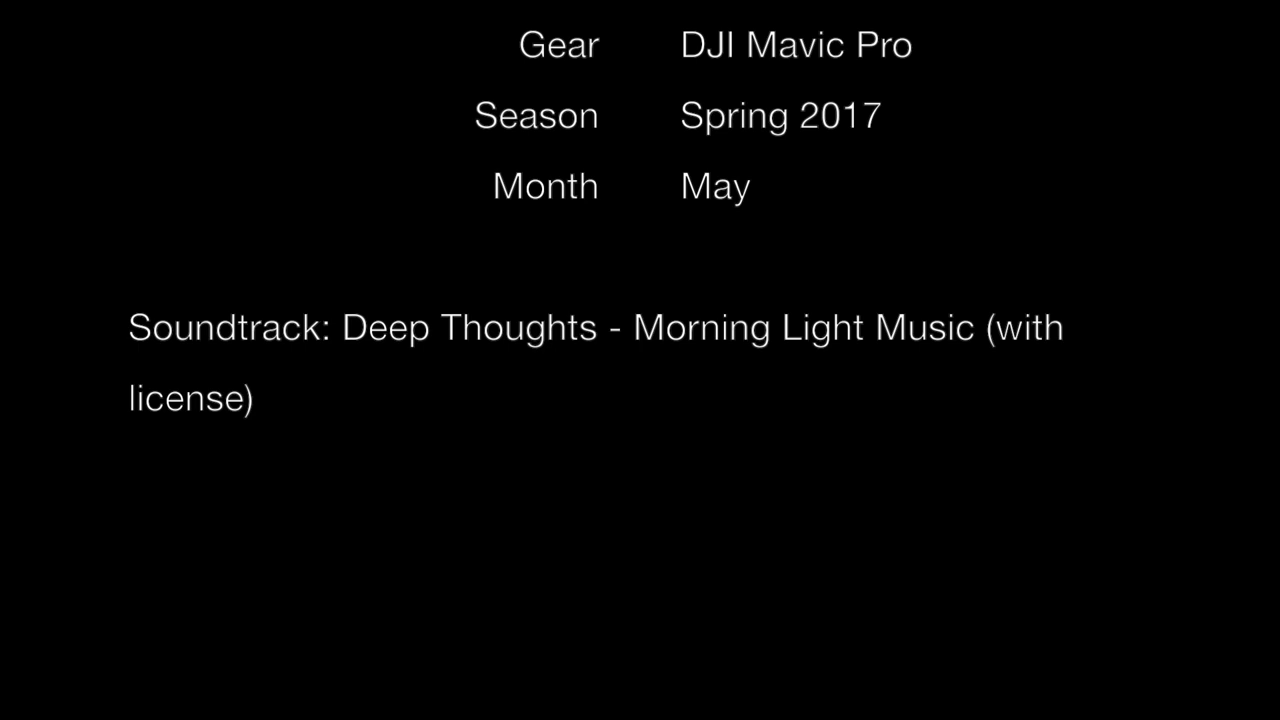 Gear DJI Mavic Pro
Season Spring 2017
Month May
Soundtrack: Deep Thoughts - Morning Light Music (with
license)